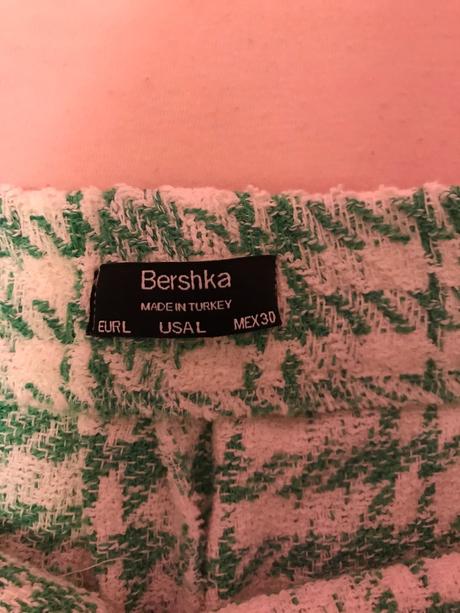 Bershka
MADE IN TURKEY
EUR L USA L MEX 30